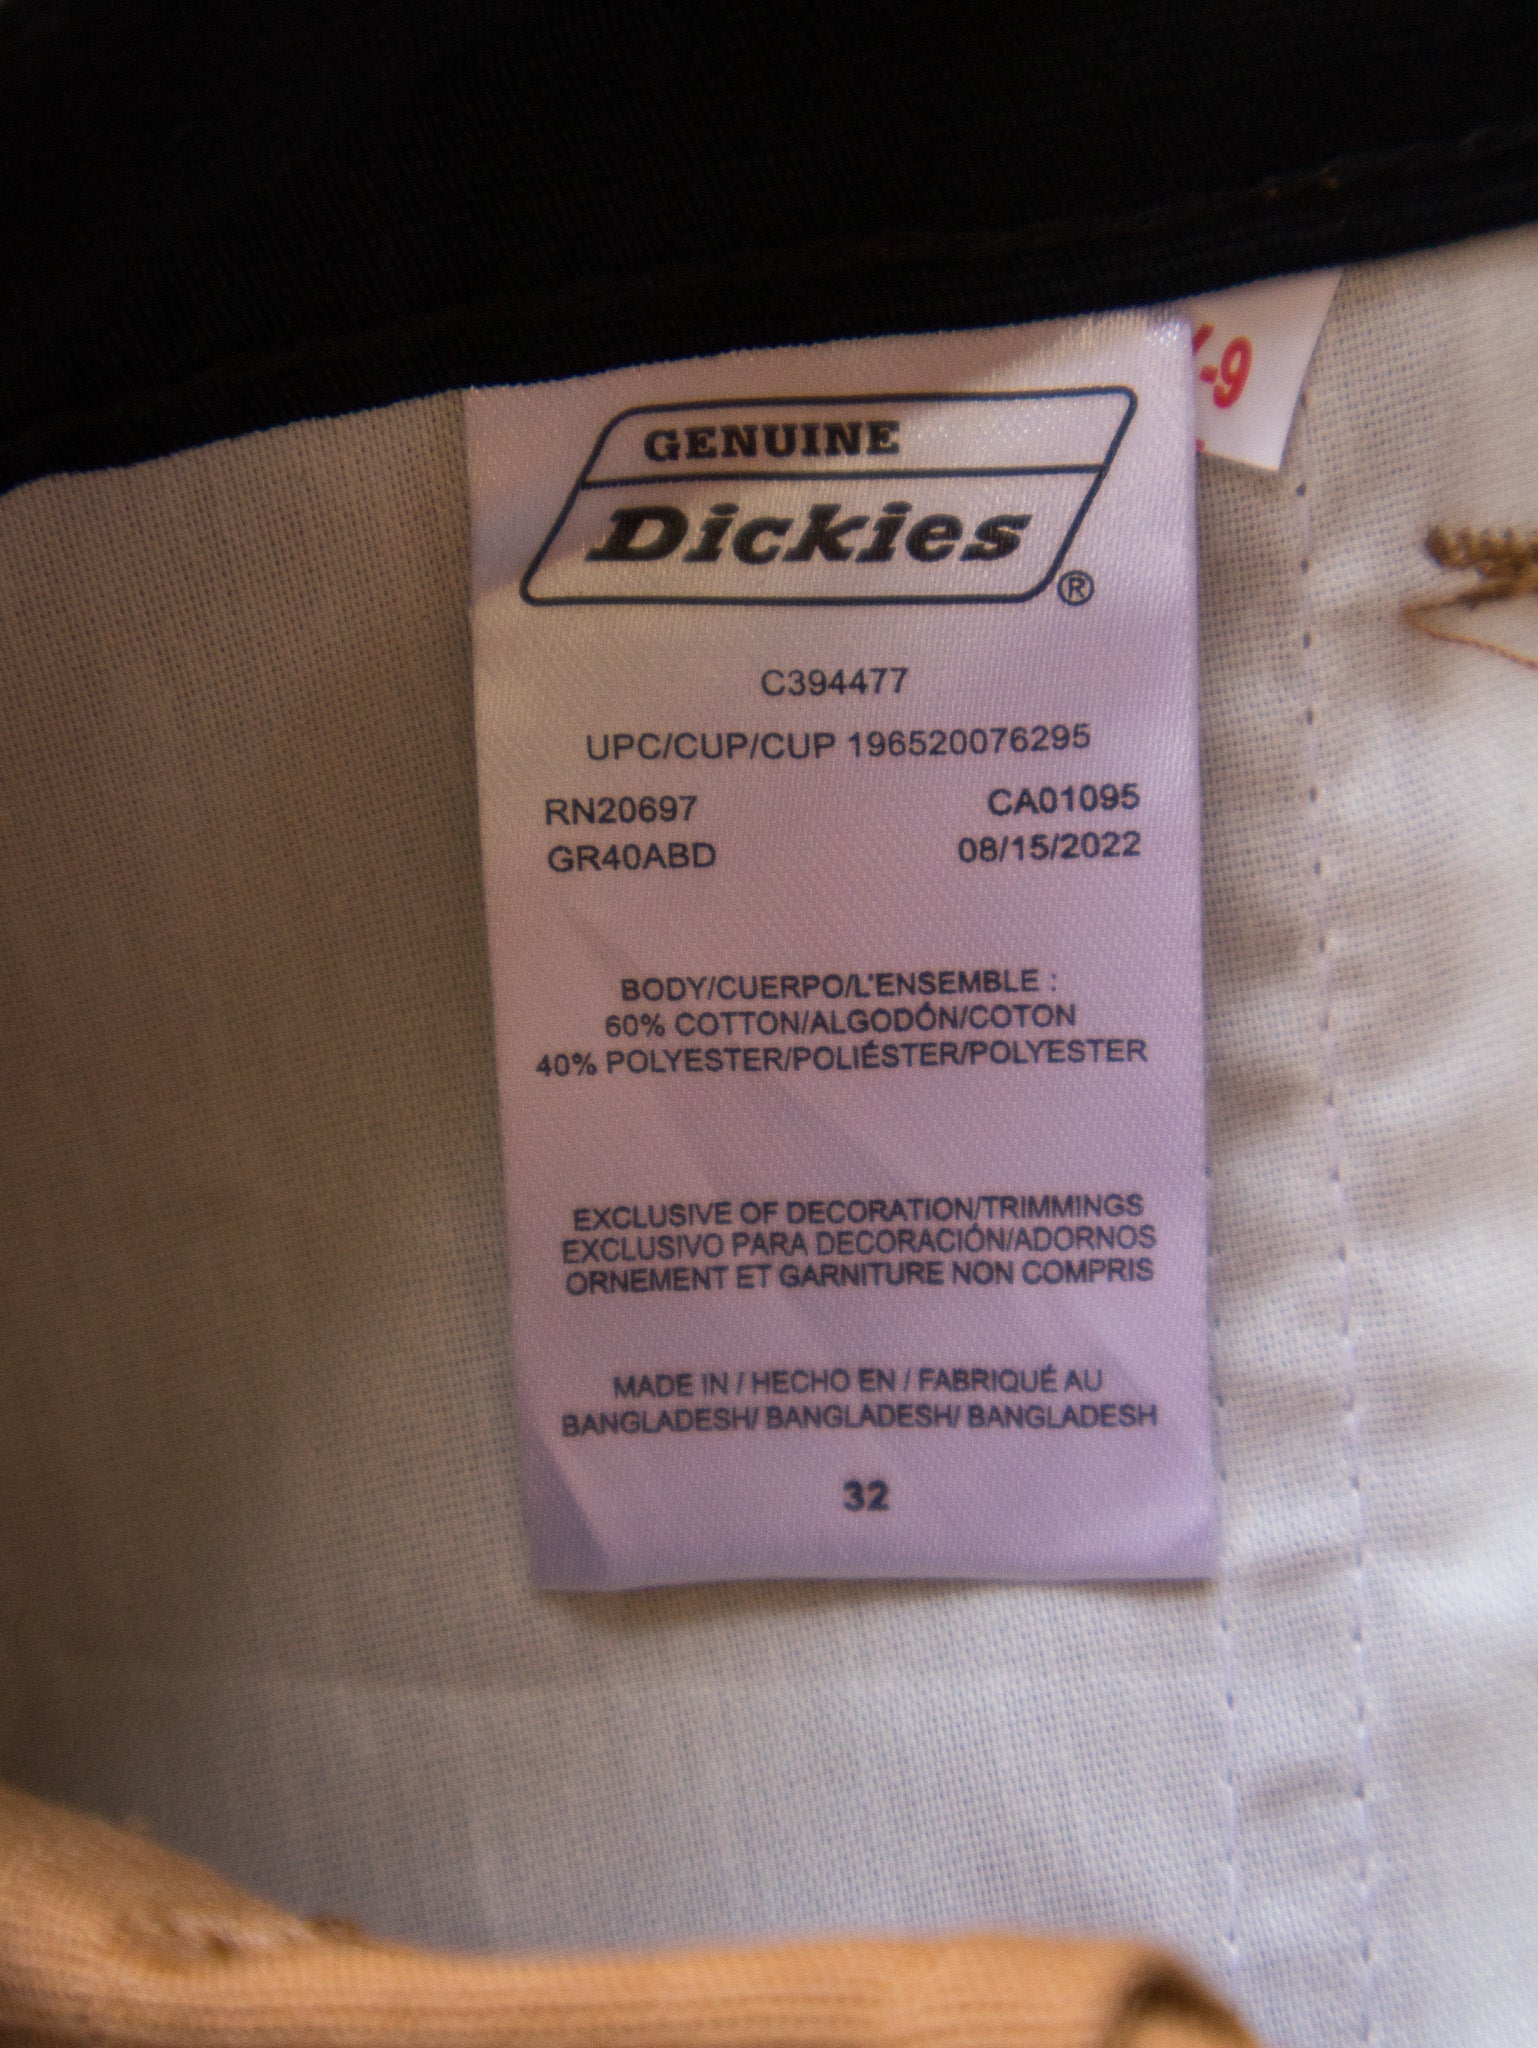 GENUINE
Dickies
®
C394477
UPC/CUP/CUP 196520076295
RN20697 CA01095
GR40ABD 08/15/2022
BODY/CUERPO/L'ENSEMBLE :
60% COTTON/ALGODÓN/COTON
40% POLYESTER/POLIÉSTER/POLYESTER
EXCLUSIVE OF DECORATION/TRIMMINGS
EXCLUSIVO PARA DECORACIÓN/ADORNOS
ORNEMENT ET GARNITURE NON COMPRIS
MADE IN / HECHO EN / FABRIQUÉ AU
BANGLADESH/ BANGLADESH/ BANGLADESH
32